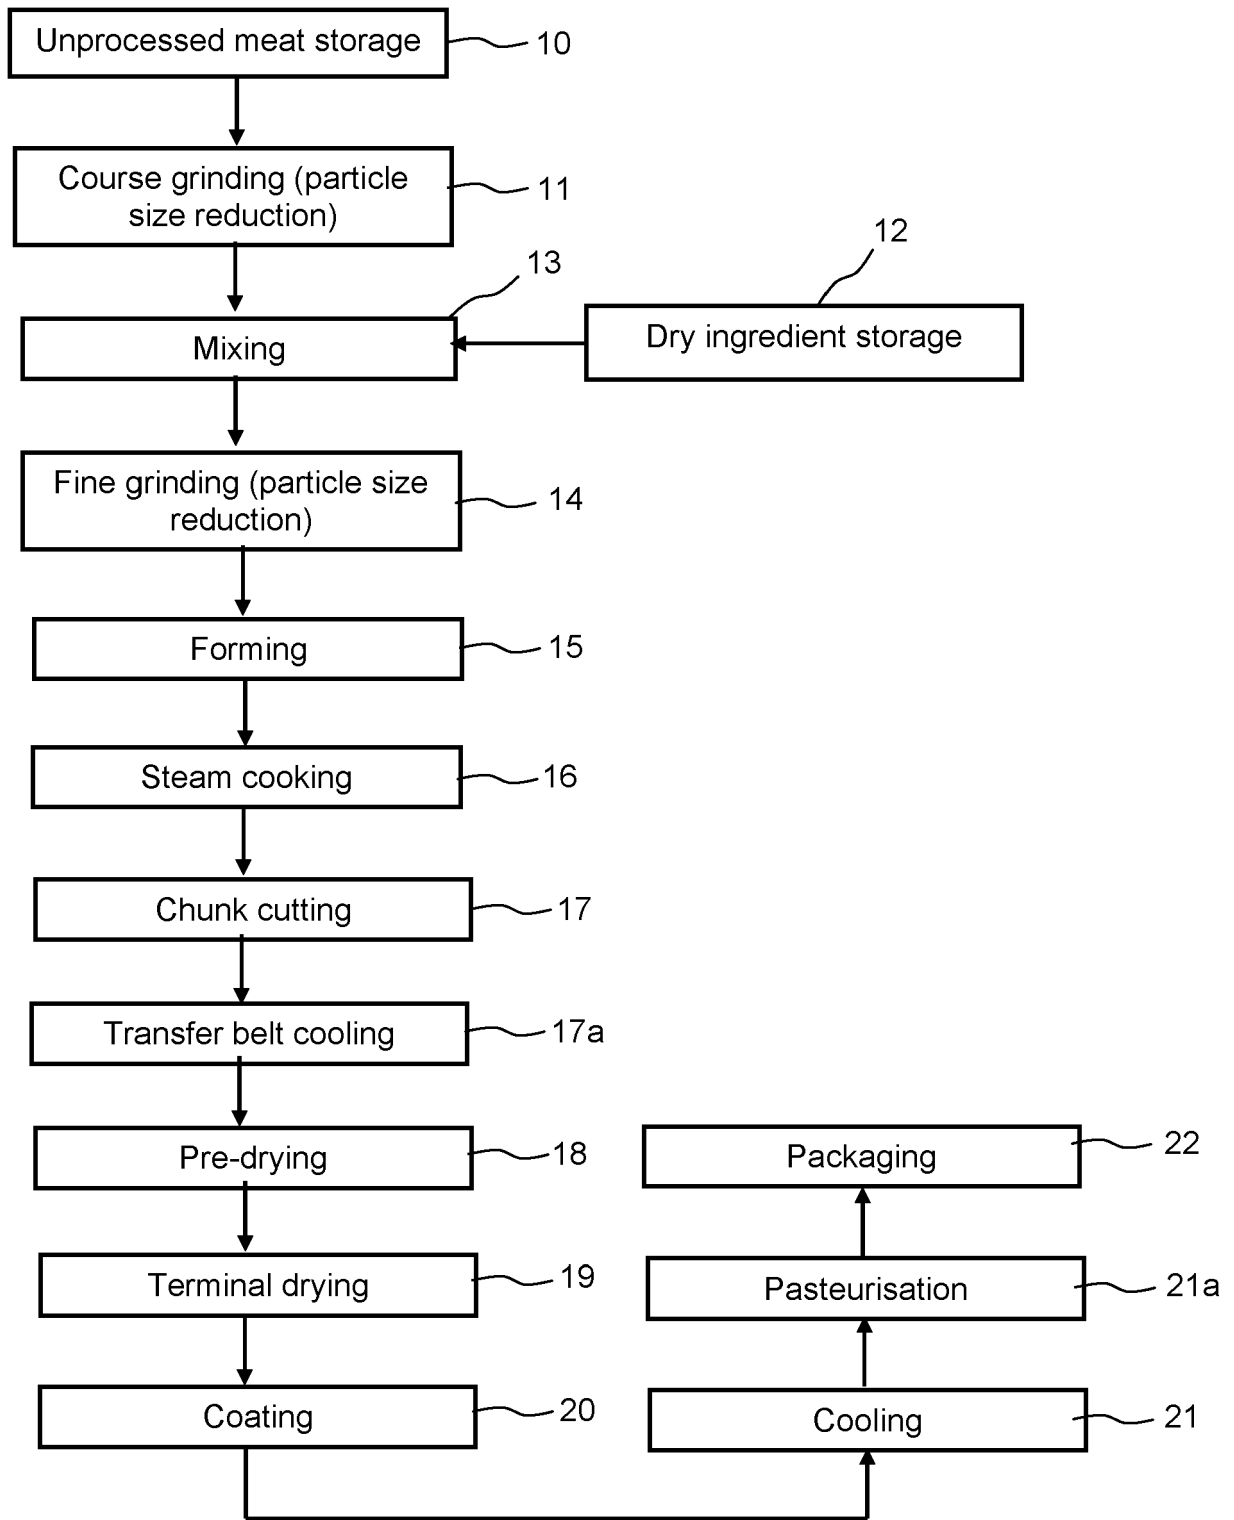 Unprocessed meat storage
10
Course grinding (particle
size reduction)
11
12
13
Mixing
Dry ingredient storage
Fine grinding (particle size
reduction)
14
Forming
15
Steam cooking
16
Chunk cutting
17
Transfer belt cooling
17a
Pre-drying
18
Packaging
22
Terminal drying
19
Pasteurisation
21a
Coating
20
Cooling
21